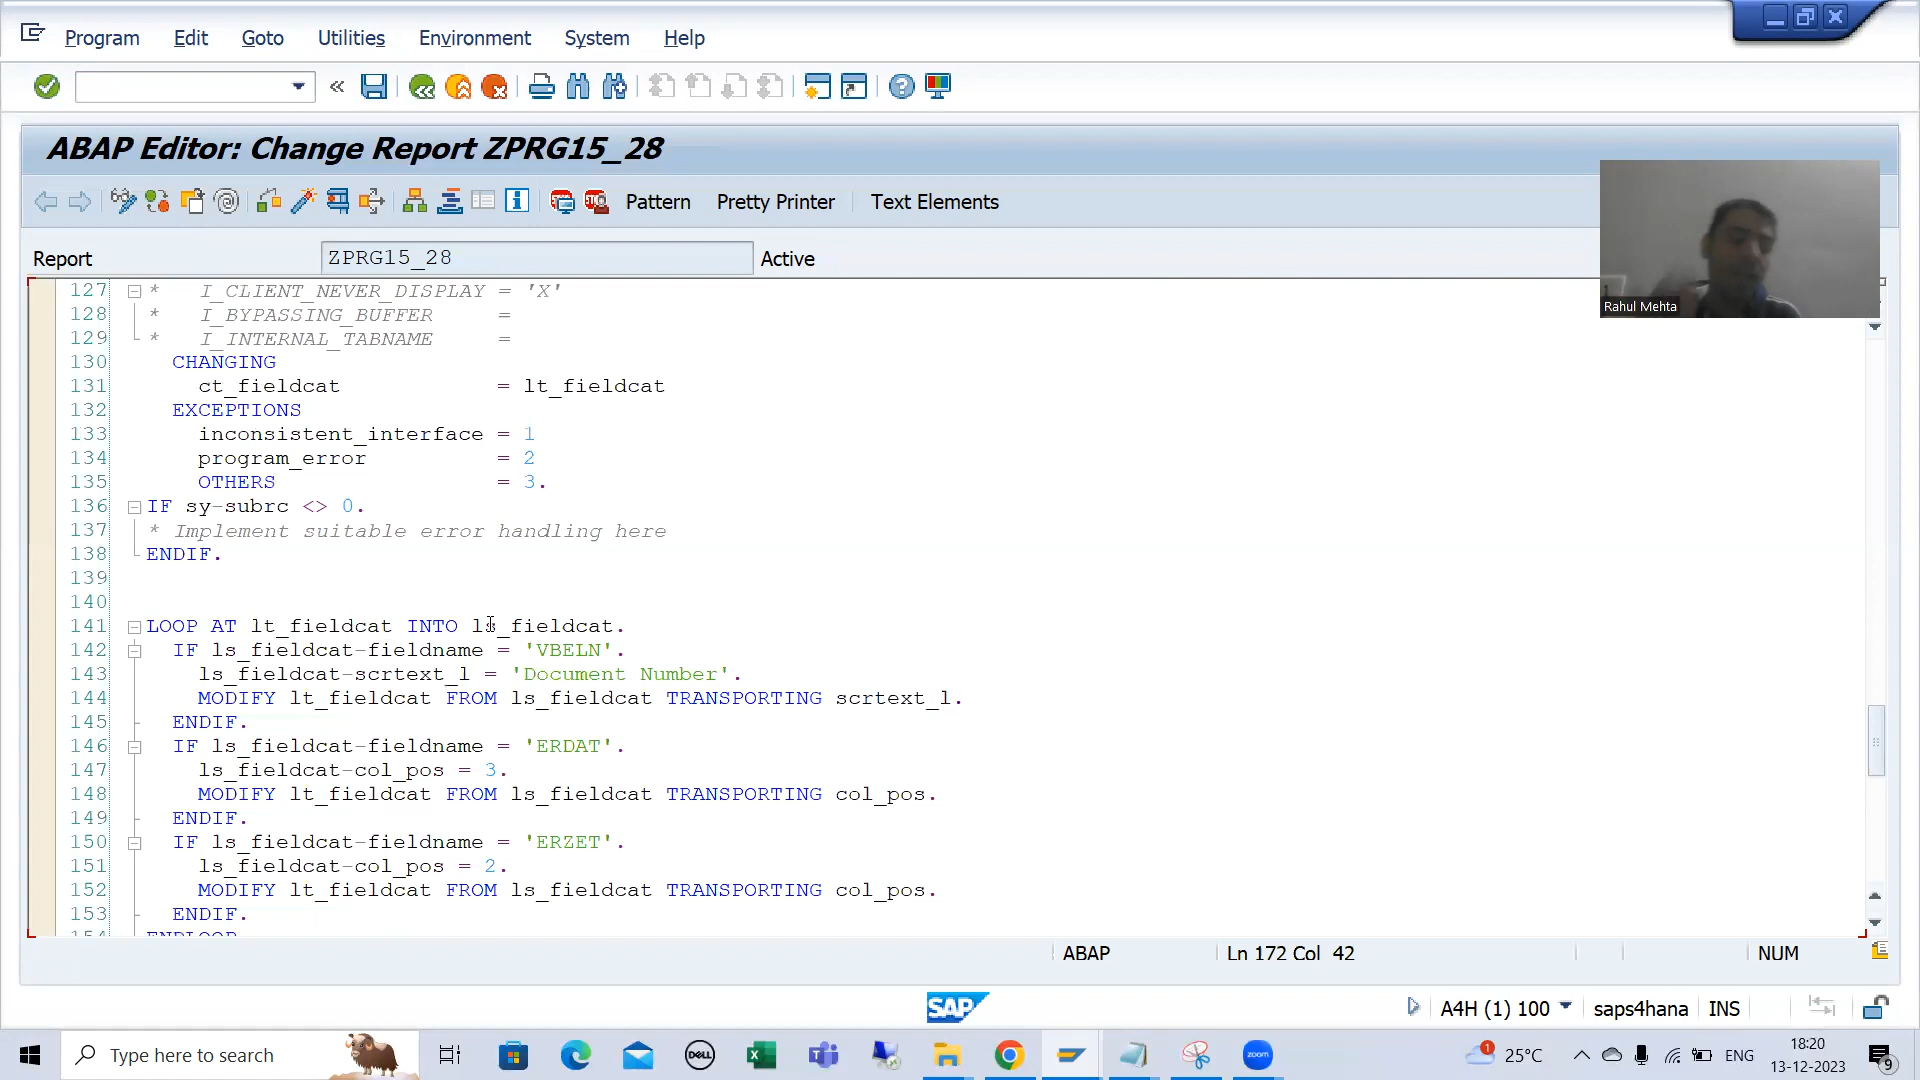 Program Edit Goto Utilities Environment System Help
ABAP Editor: Change Report ZPRG15_28
Pattern Pretty Printer Text Elements
Report ZPRG15_28 Active
Rahul Mehta
127 * I_CLIENT_NEVER_DISPLAY = 'X'
128 * I_BYPASSING_BUFFER =
129 * I_INTERNAL_TABNAME =
130 CHANGING
131 ct_fieldcat = lt_fieldcat
132 EXCEPTIONS
133 inconsistent_interface = 1
134 program_error = 2
135 OTHERS = 3.
136 IF sy-subrc <> 0.
137 * Implement suitable error handling here
138 ENDIF.
139
140
141 LOOP AT lt_fieldcat INTO ls_fieldcat.
142 IF ls_fieldcat-fieldname = 'VBELN'.
143 ls_fieldcat-scrtext_l = 'Document Number'.
144 MODIFY lt_fieldcat FROM ls_fieldcat TRANSPORTING scrtext_l.
145 ENDIF.
146 IF ls_fieldcat-fieldname = 'ERDAT'.
147 ls_fieldcat-col_pos = 3.
148 MODIFY lt_fieldcat FROM ls_fieldcat TRANSPORTING col_pos.
149 ENDIF.
150 IF ls_fieldcat-fieldname = 'ERZET'.
151 ls_fieldcat-col_pos = 2.
152 MODIFY lt_fieldcat FROM ls_fieldcat TRANSPORTING col_pos.
153 ENDIF.
154 ENDLOOP
ABAP Ln 172 Col 42 NUM
SAP A4H (1) 100 saps4hana INS
Type here to search DELL zoom 1 25°C ENG 18:20
13-12-2023 9